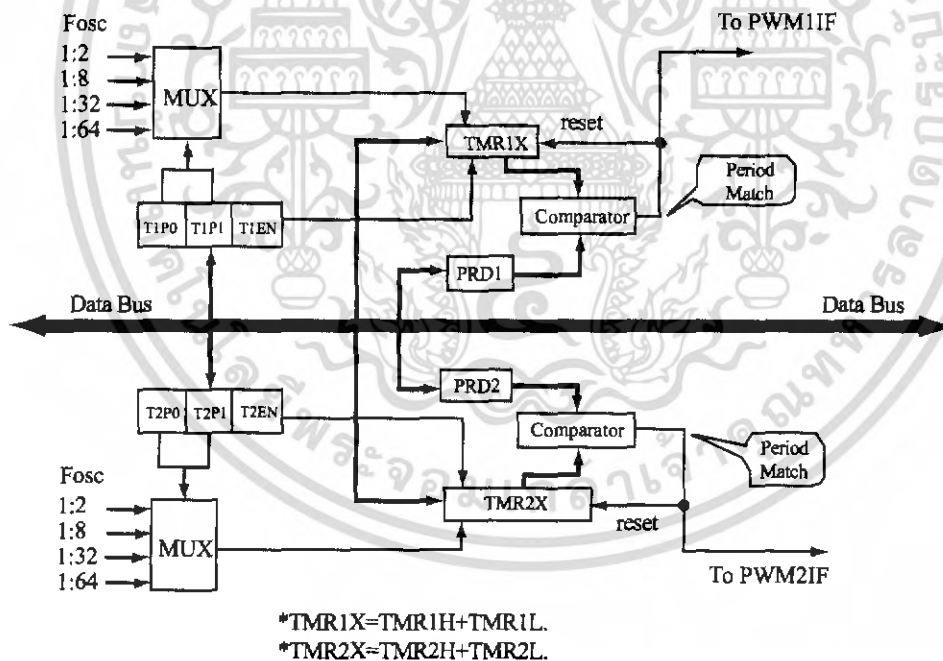 Fosc
1:2
1:8
1:32
1:64
MUX
To PWM1IF
TMR1X
reset
Period
Match
Comparator
T1P0 T1P1 T1EN
PRD1
Data Bus
Data Bus
PRD2
T2P0 T2P1 T2EN
Comparator
Period
Match
Fosc
1:2
1:8
1:32
1:64
MUX
TMR2X
reset
To PWM2IF
*TMR1X=TMR1H+TMR1L.
*TMR2X=TMR2H+TMR2L.